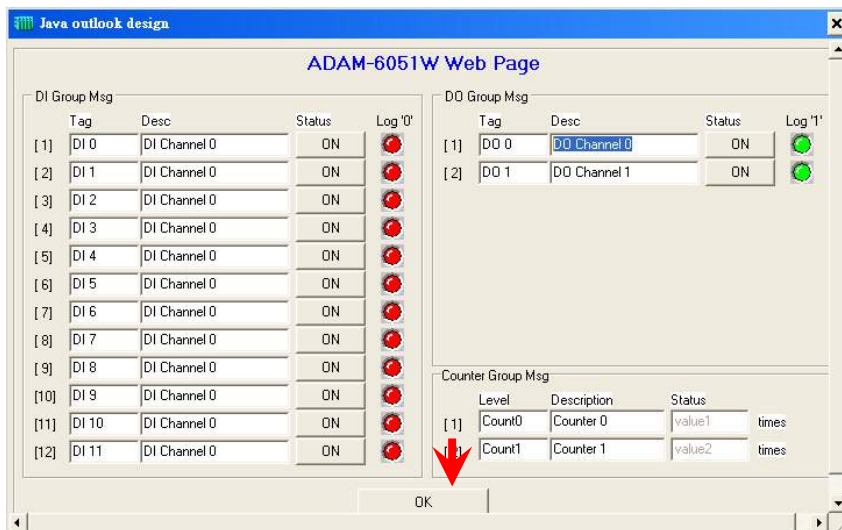 Java outlook design
ADAM-6051W Web Page
DI Group Msg
Tag Desc Status Log '0'
[1] DI 0 DI Channel 0 ON
[2] DI 1 DI Channel 0 ON
[3] DI 2 DI Channel 0 ON
[4] DI 3 DI Channel 0 ON
[5] DI 4 DI Channel 0 ON
[6] DI 5 DI Channel 0 ON
[7] DI 6 DI Channel 0 ON
[8] DI 7 DI Channel 0 ON
[9] DI 8 DI Channel 0 ON
[10] DI 9 DI Channel 0 ON
[11] DI 10 DI Channel 0 ON
[12] DI 11 DI Channel 0 ON
DO Group Msg
Tag Desc Status Log '1'
[1] DO 0 DO Channel 0 ON
[2] DO 1 DO Channel 1 ON
Counter Group Msg
Level Description Status
[1] Count0 Counter 0 value1 times
Count1 Counter 1 value2 times
OK